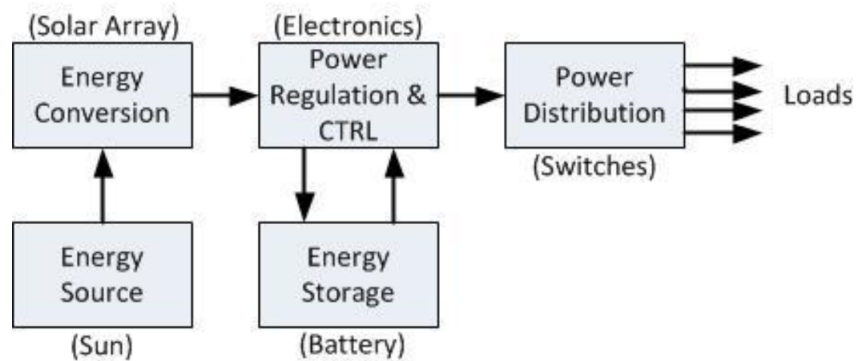 (Solar Array)
Energy
Conversion
(Electronics)
Power
Regulation &
CTRL
Power
Distribution
(Switches)
Loads
Energy
Source
(Sun)
Energy
Storage
(Battery)